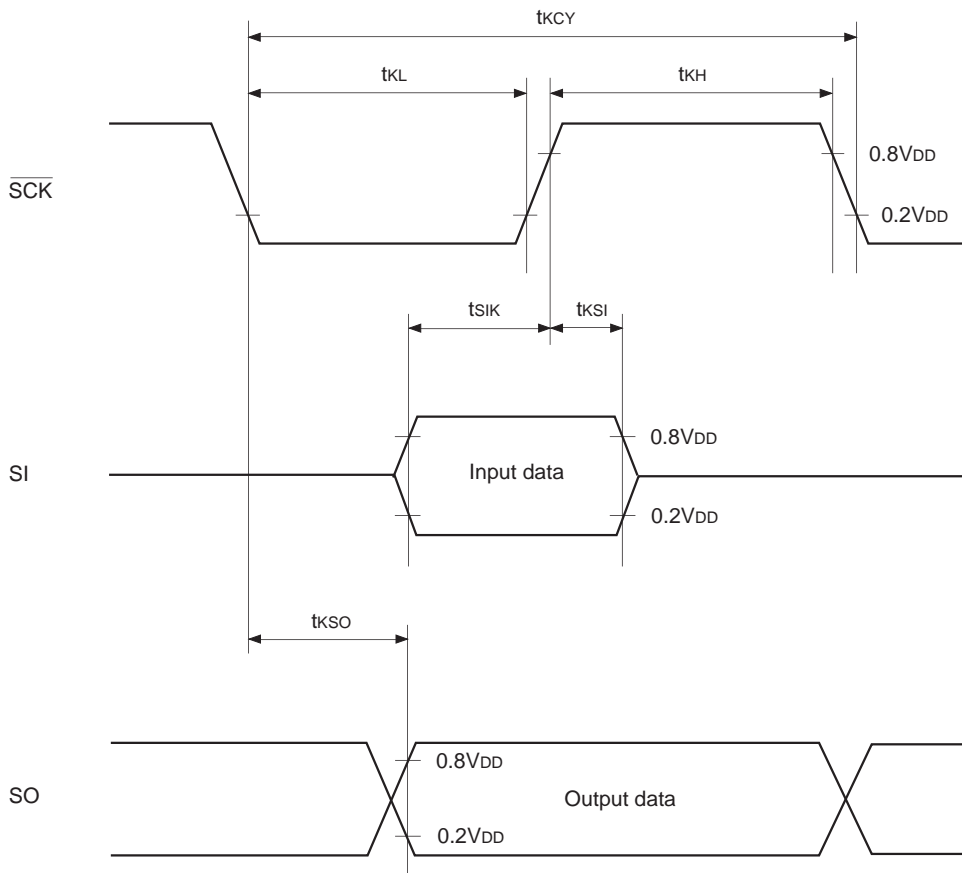 tKCY
tKL
tKH
SCK
0.8VDD
0.2VDD
tSIK
tKSI
SI
Input data
0.8VDD
0.2VDD
tKSO
SO
0.8VDD
0.2VDD
Output data